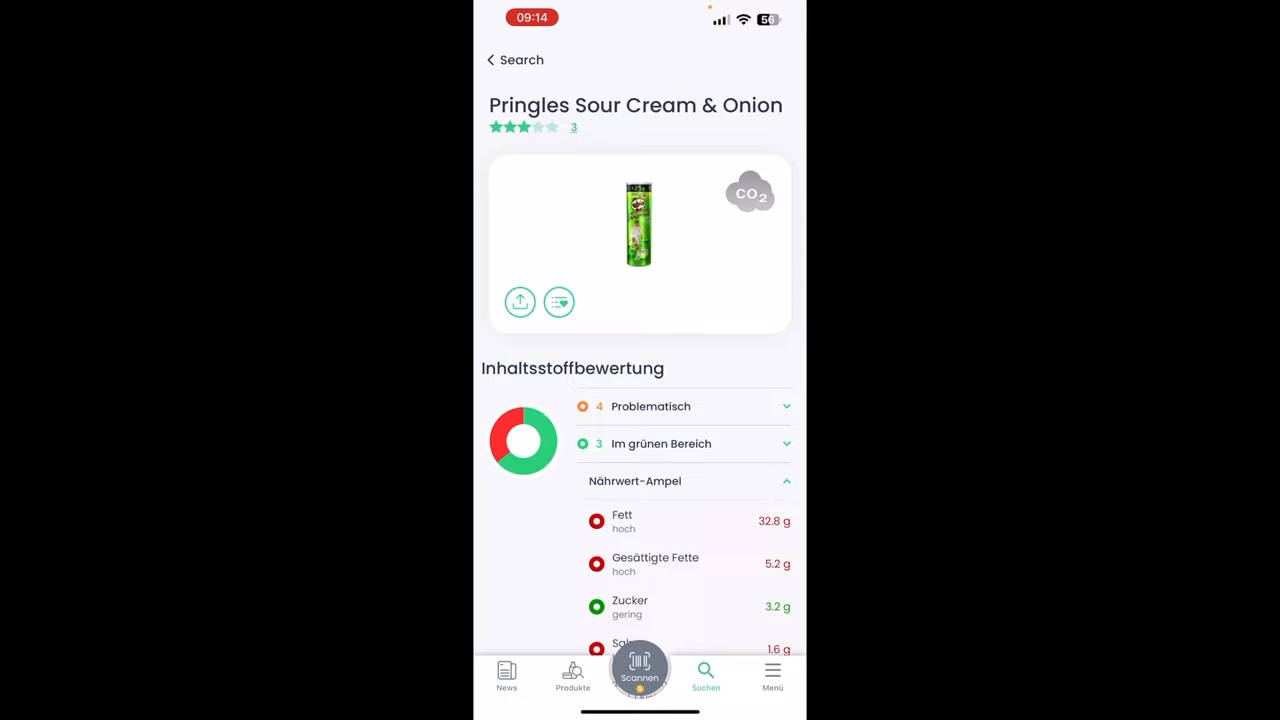 09:14
56
Search
Pringles Sour Cream & Onion
3
CO2
Inhaltsstoffbewertung
4 Problematisch
3 Im grünen Bereich
Nährwert-Ampel
Fett
hoch
32.8 g
Gesättigte Fette
hoch
5.2 g
Zucker
gering
3.2 g
1.6 g
Scannen
News
Produkte
Suchen
Menü